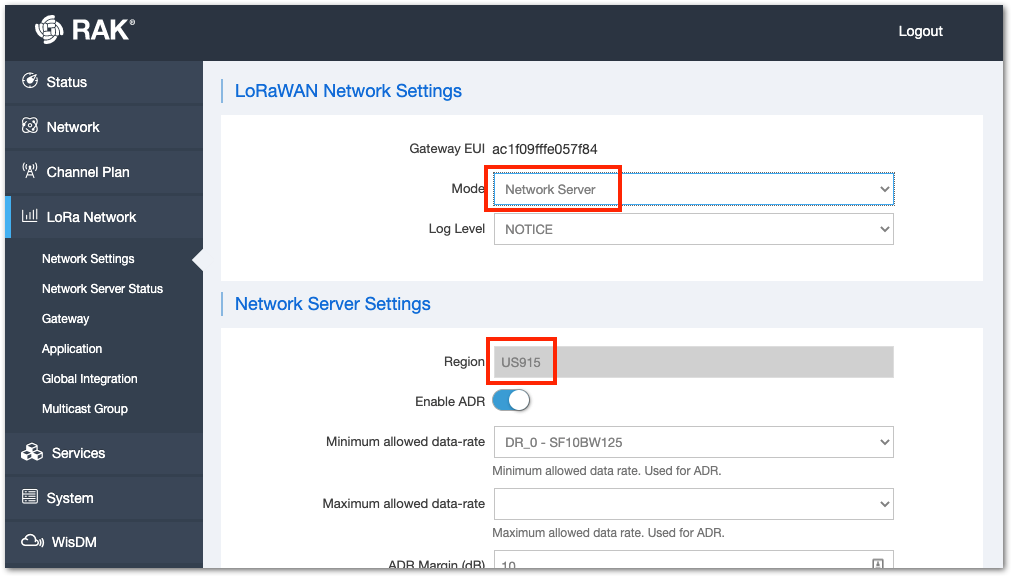 RAK®
Logout
Status
Network
Channel Plan
LoRa Network
Network Settings
Network Server Status
Gateway
Application
Global Integration
Multicast Group
Services
System
WisDM
LoRaWAN Network Settings
Gateway EUI ac1f09fffe057f84
Mode Network Server
Log Level NOTICE
Network Server Settings
Region US915
Enable ADR
Minimum allowed data-rate DR_0 - SF10BW125
Minimum allowed data rate. Used for ADR.
Maximum allowed data-rate
Maximum allowed data rate. Used for ADR.
ADR Margin (dB) 10